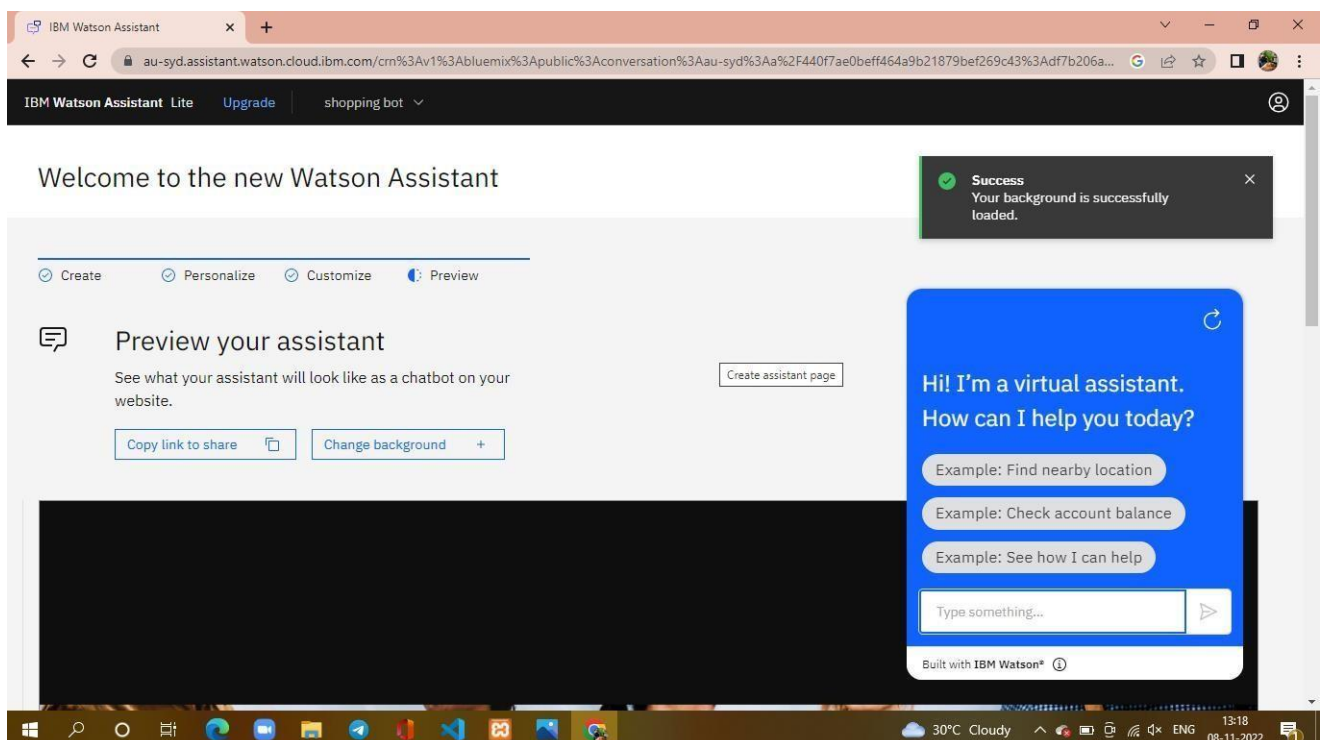 IBM Watson Assistant
au-syd.assistant.watson.cloud.ibm.com/crn%3Av1%3Abluemix%3Apublic%3Aconversation%3Aau-syd%3Aa%2F440f7ae0beff464a9b21879bef269c43%3Adf7b206a...
IBM Watson Assistant Lite Upgrade shopping bot
Welcome to the new Watson Assistant
Success
Your background is successfully
loaded.
Create Personalize Customize Preview
Preview your assistant
See what your assistant will look like as a chatbot on your
website.
Create assistant page
Copy link to share Change background +
Hi! I'm a virtual assistant.
How can I help you today?
Example: Find nearby location
Example: Check account balance
Example: See how I can help
Type something...
Built with IBM Watson®
30°C Cloudy ENG 13:18
08-11-2022